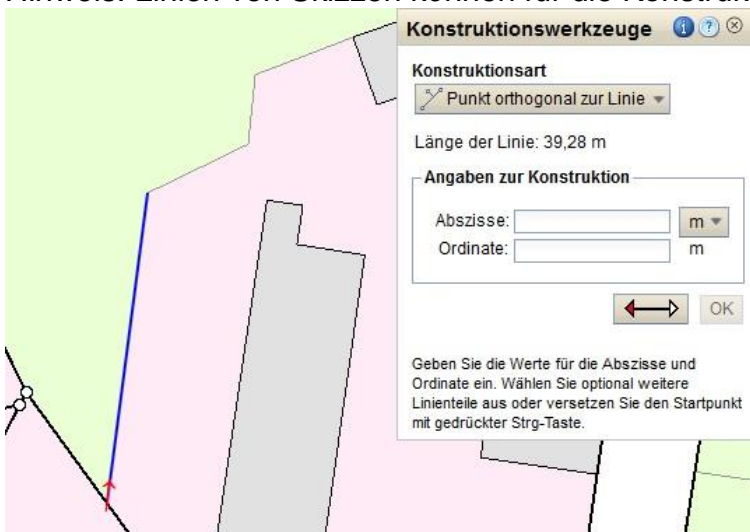 Konstruktionswerkzeuge
Konstruktionsart
Punkt orthogonal zur Linie
Länge der Linie: 39,28 m
Angaben zur Konstruktion
Abszisse: m
Ordinate: m
OK
Geben Sie die Werte für die Abszisse und
Ordinate ein. Wählen Sie optional weitere
Linienteile aus oder versetzen Sie den Startpunkt
mit gedrückter Strg-Taste.